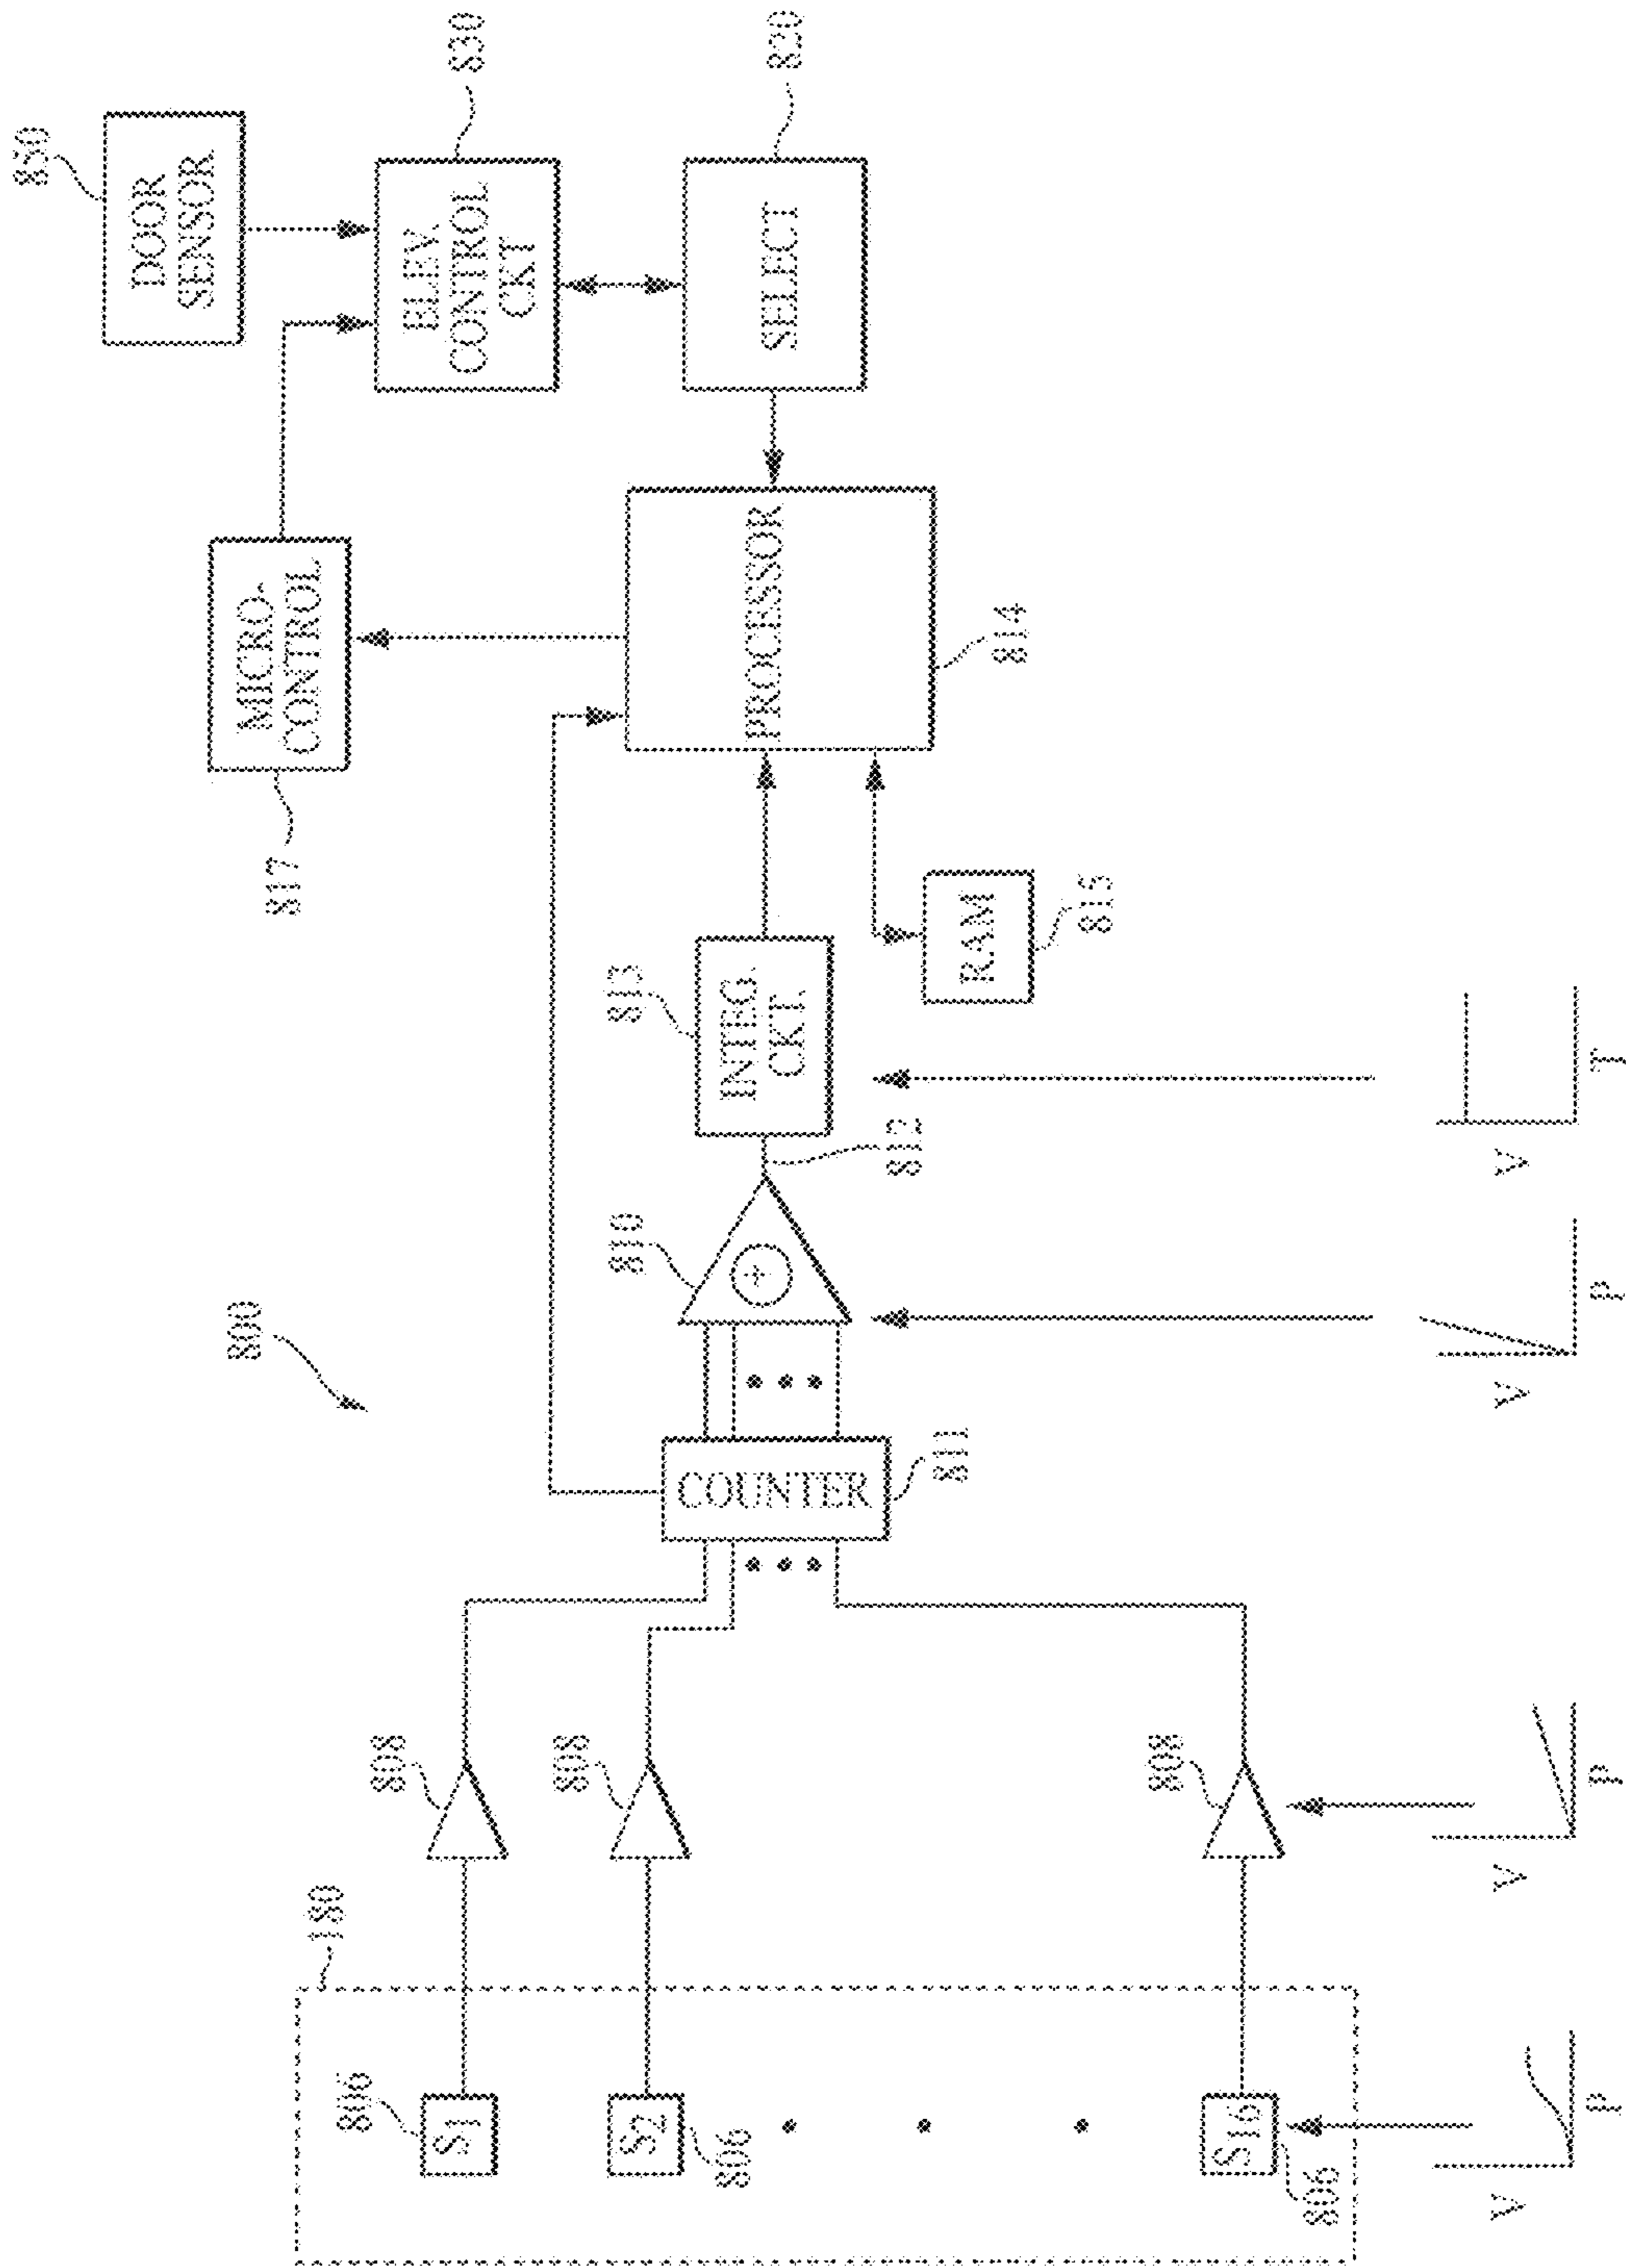 850
DOOR
SENSOR
800
817
MICRO-
CONTROL
180
806
808
S1
ELEV.
CONTROL
CKT
830
808
810
813
S2
806
COUNTER
+
INTEG.
CKT.
PROCESSOR
SELECT
820
811
812
RAM
814
815
808
S16
806
V
V
V
V
P
P
P
T